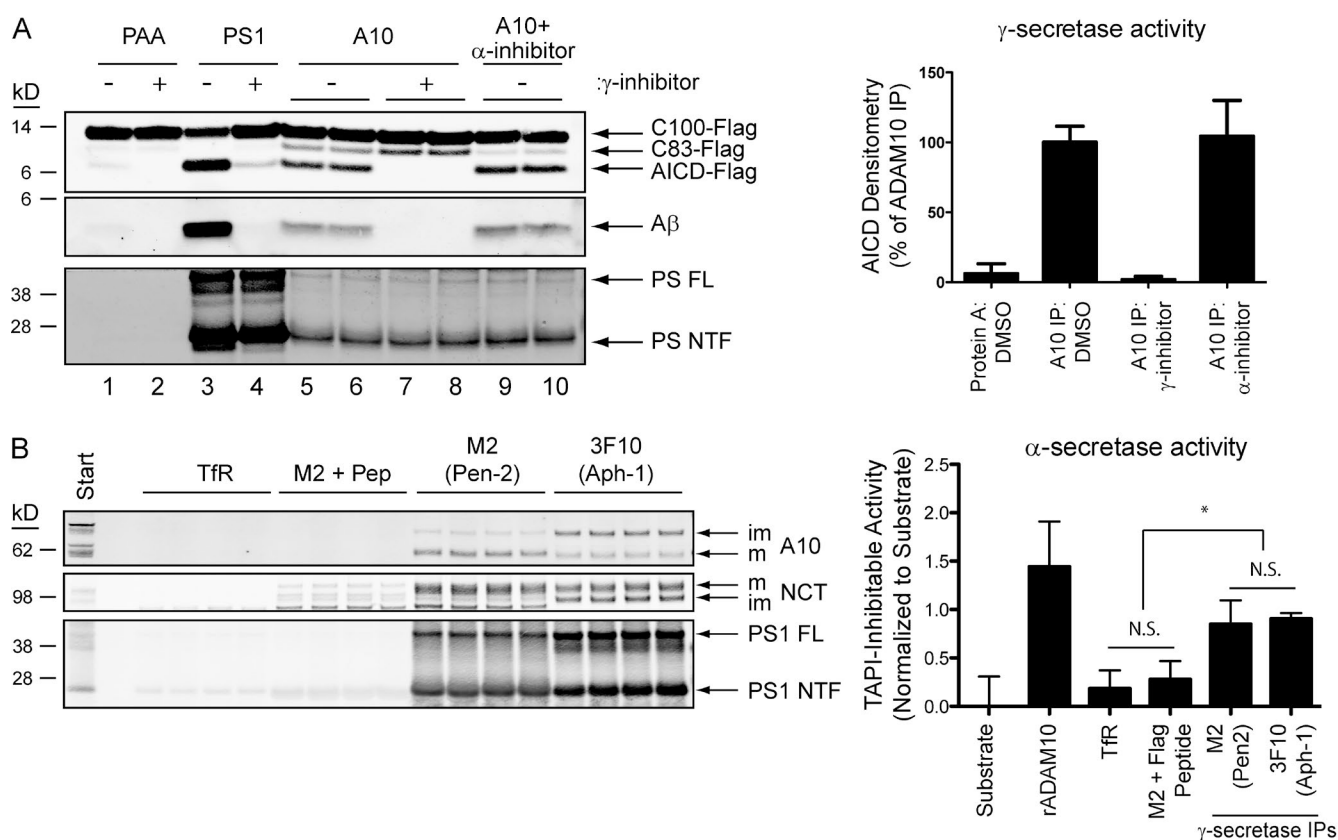 A
PAA PS1 A10 A10+
α-inhibitor
- + - + - + - :γ-inhibitor
kD
14
6
6
38
28
C100-Flag
C83-Flag
AICD-Flag
Aβ
PS FL
PS NTF
1 2 3 4 5 6 7 8 9 10
γ-secretase activity
AICD Densitometry
(% of ADAM10 IP)
150
100
50
0
Protein A:
DMSO
A10 IP:
DMSO
A10 IP:
γ-inhibitor
A10 IP:
α-inhibitor
B
Start
TfR
M2 + Pep
M2
(Pen-2)
3F10
(Aph-1)
kD
62
98
38
28
im
m
A10
m
im
NCT
PS1 FL
PS1 NTF
α-secretase activity
TAPI-Inhibitable Activity
(Normalized to Substrate)
2.5
2.0
1.5
1.0
0.5
0.0
*
N.S.
N.S.
Substrate
rADAM10
TfR
M2 + Flag
Peptide
M2
(Pen2)
3F10
(Aph-1)
γ-secretase IPs